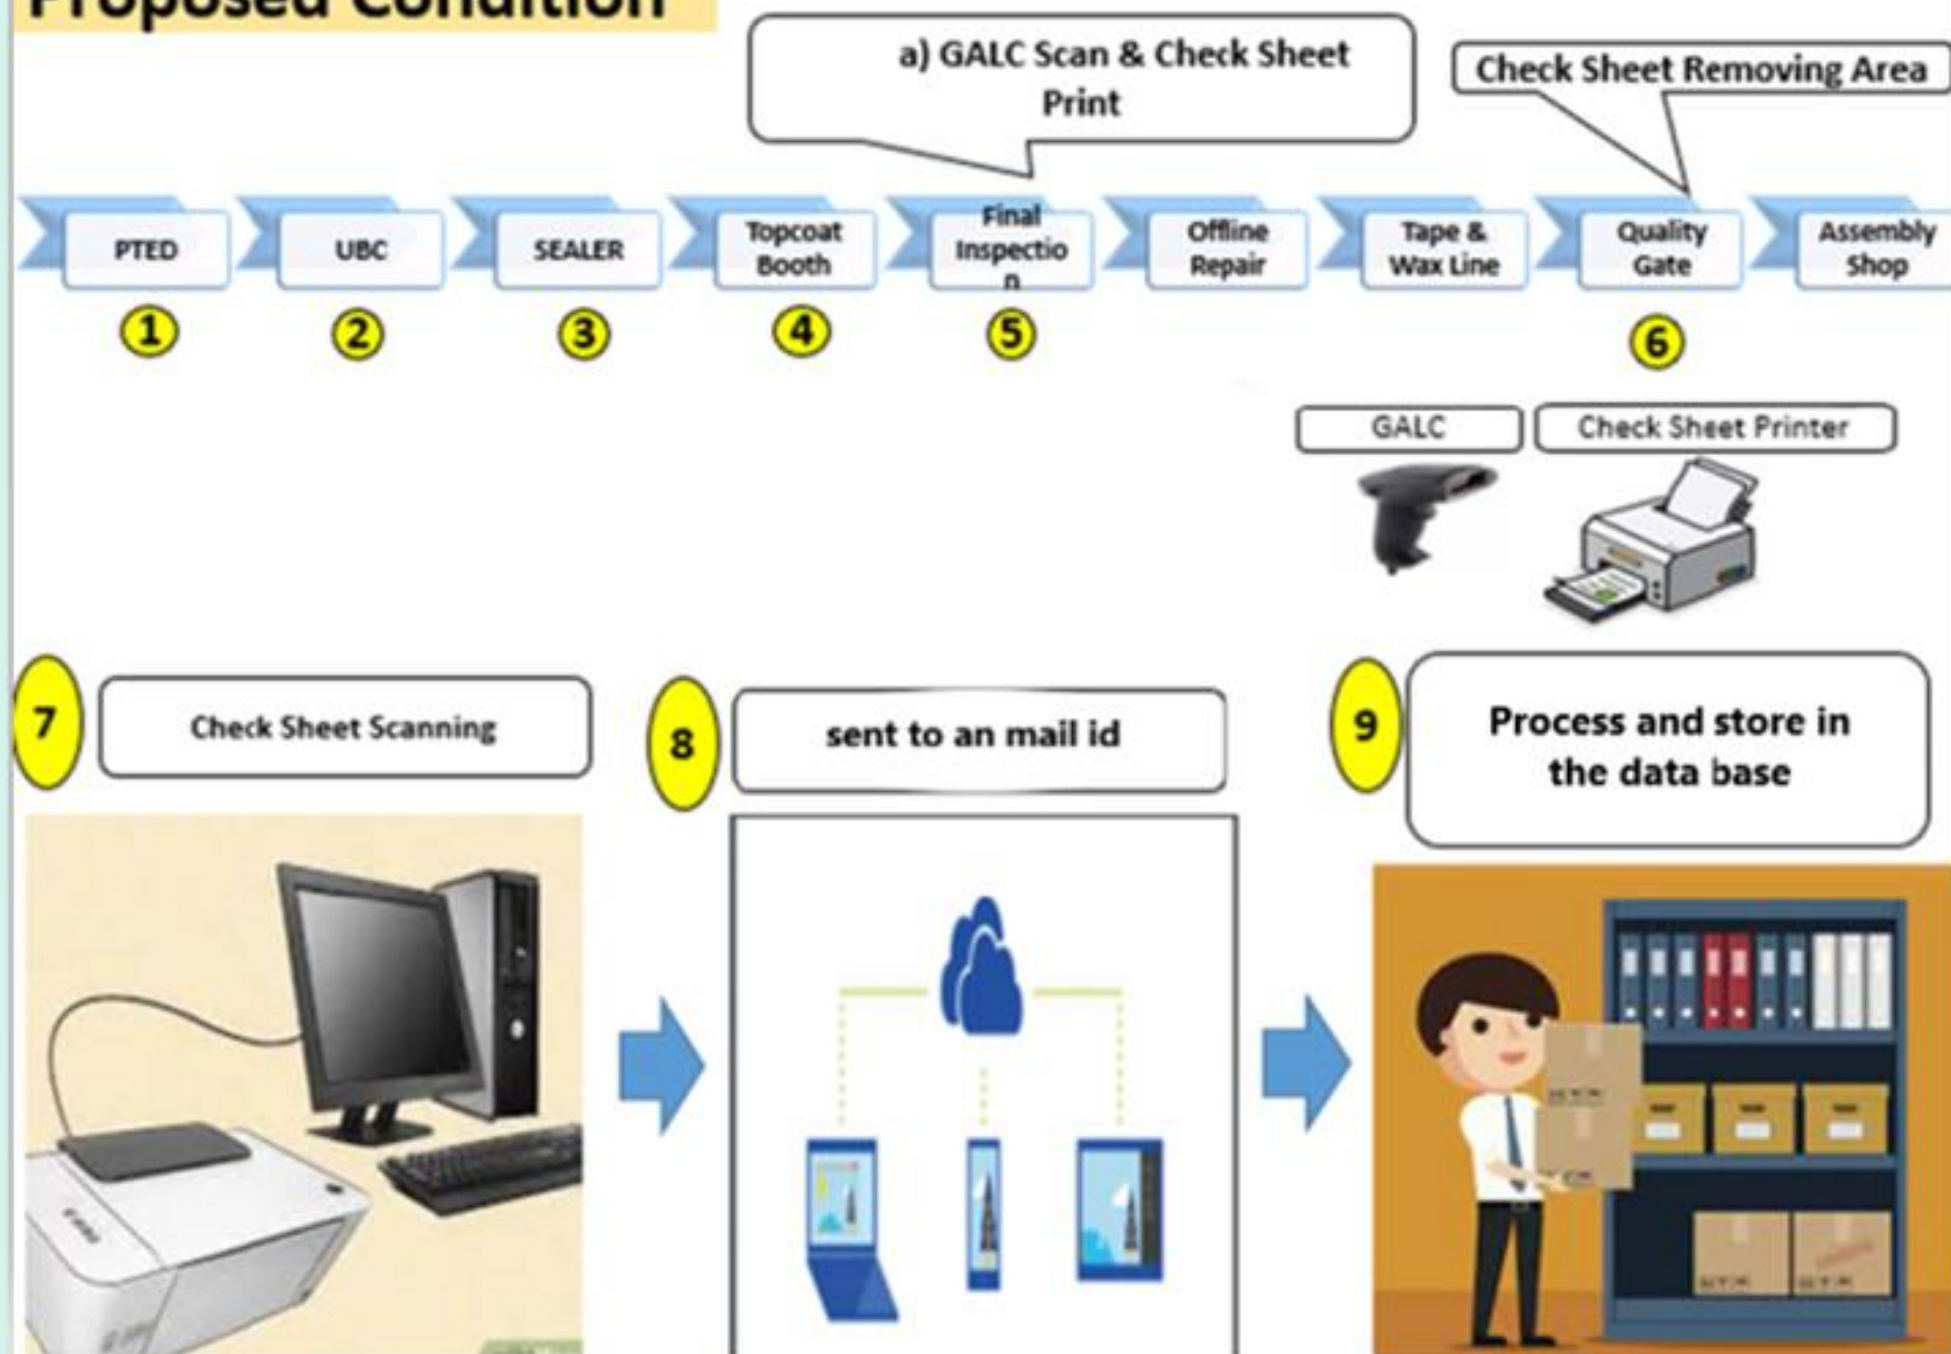 Proposed Condition
a) GALC Scan & Check Sheet
Print
Check Sheet Removing Area
PTED
UBC
SEALER
Topcoat
Booth
Final
Inspectio
n
Offline
Repair
Tape &
Wax Line
Quality
Gate
Assembly
Shop
1
2
3
4
5
6
GALC
Check Sheet Printer
7
Check Sheet Scanning
8
sent to an mail id
9
Process and store in
the data base